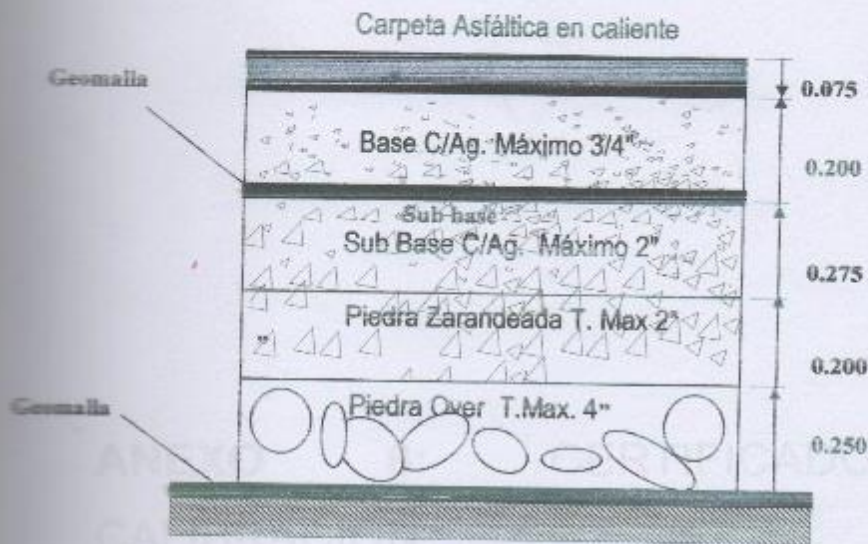 Carpeta Asfáltica en caliente
Geomalla
0.075
Base C/Ag. Máximo 3/4"
0.200
Sub base
Sub Base C/Ag. Máximo 2"
0.275
Piedra Zarandeada T. Max 2"
"
0.200
Geomalla
Piedra Over T.Max. 4"
0.250
ANEXO